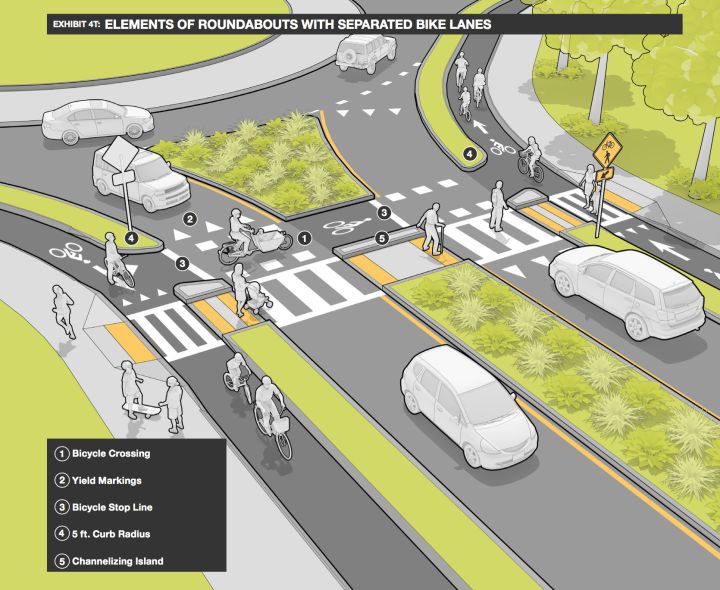 EXHIBIT 4T: ELEMENTS OF ROUNDABOUTS WITH SEPARATED BIKE LANES
4
3
2
1
5
4
3
1 Bicycle Crossing
2 Yield Markings
3 Bicycle Stop Line
4 5 ft. Curb Radius
5 Channelizing Island